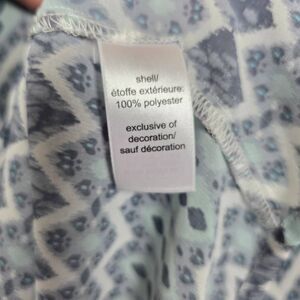 shell/
étoffe extérieure:
100% polyester
exclusive of
decoration/
sauf décoration